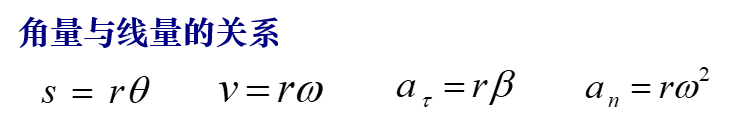 角量与线量的关系
s = rθ v = rω a_τ = rβ a_n = rω²